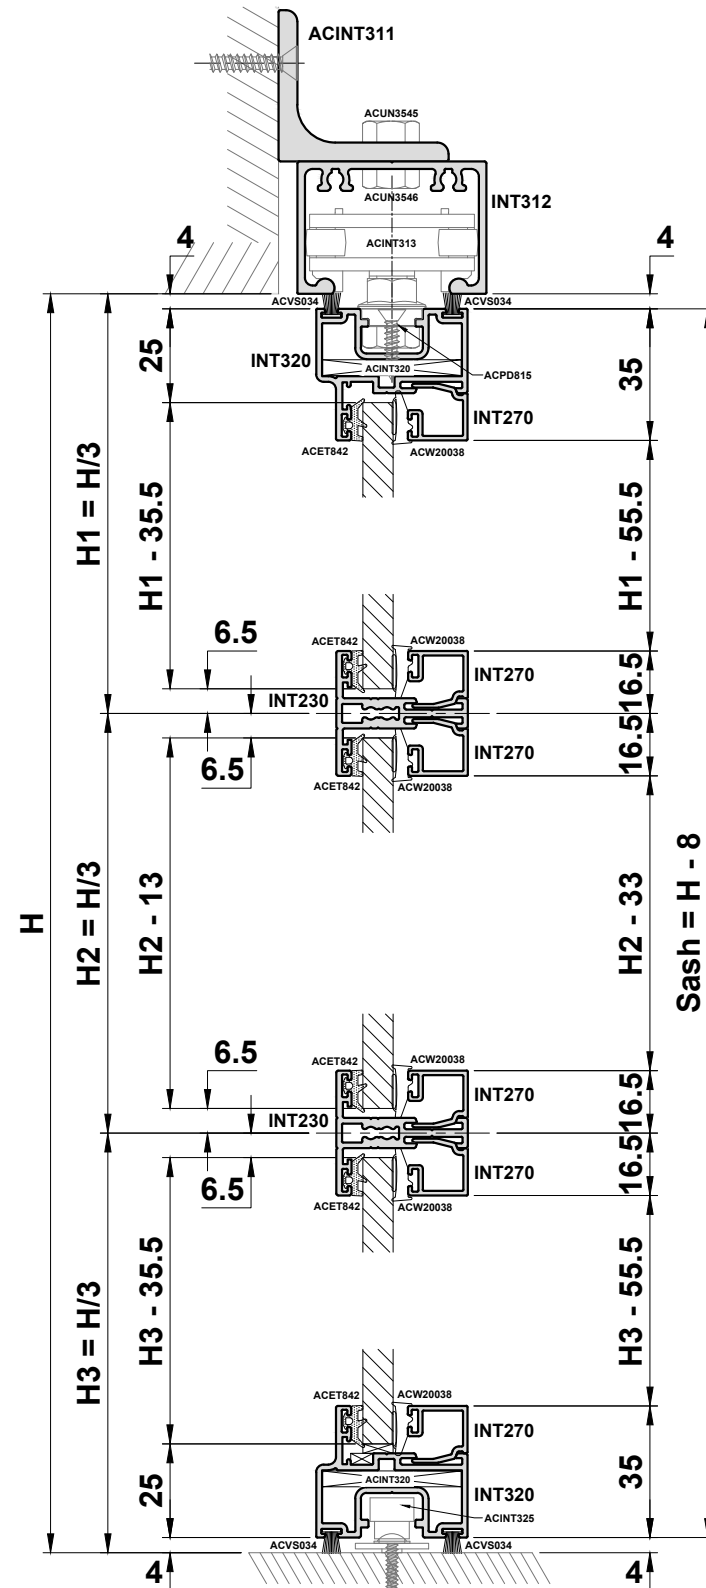 ACINT311
ACUN3545
ACUN3546
INT312
4
ACINT313
4
ACVS034
ACVS034
25
INT320
ACINT320
ACPD815
35
INT270
ACET842
ACW20038
H1 = H/3
H1 - 35.5
H1 - 55.5
6.5
ACET842
ACW20038
INT270
16.5
INT230
INT270
16.5
6.5
ACET842
ACW20038
H
H2 = H/3
H2 - 13
H2 - 33
Sash = H - 8
6.5
ACET842
ACW20038
INT270
16.5
INT230
INT270
16.5
6.5
ACET842
ACW20038
H3 = H/3
H3 - 35.5
H3 - 55.5
ACET842
ACW20038
INT270
25
ACINT320
INT320
35
ACINT325
ACVS034
ACVS034
4
4